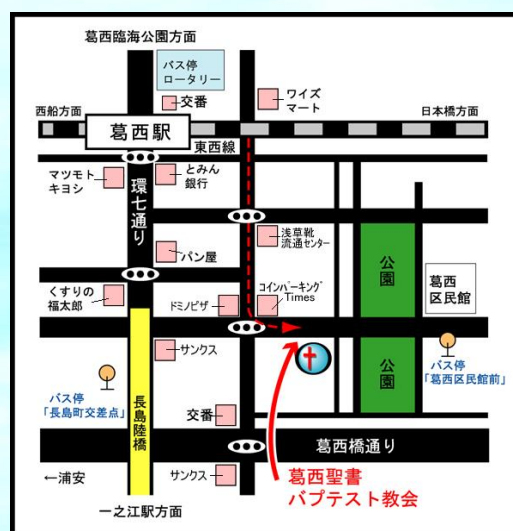 葛西臨海公園方面
バス停
ロータリー
交番
ワイズ
マート
西船方面
葛西駅
日本橋方面
東西線
マツモト
キヨシ
環七通り
とみん
銀行
浅草靴
流通センター
パン屋
公園
葛西
区民館
くすりの
福太郎
ドミノピザ
コインパーキング
Times
サンクス
バス停
「長島町交差点」
長島陸橋
公園
バス停
「葛西区民館前」
交番
葛西橋通り
←浦安
サンクス
葛西聖書
バプテスト教会
一之江駅方面